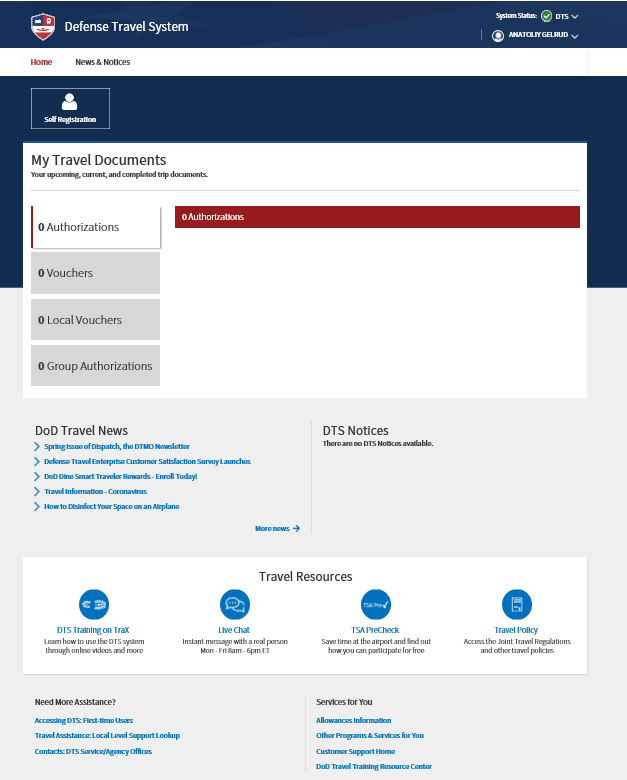 Defense Travel System
System Status: DTS
ANATOLIY GELRUD
Home News & Notices
Self Registration
My Travel Documents
Your upcoming, current, and completed trip documents.
0 Authorizations
0 Authorizations
0 Vouchers
0 Local Vouchers
0 Group Authorizations
DoD Travel News
Spring Issue of Dispatch, the DTMO Newsletter
Defense Travel Enterprise Customer Satisfaction Survey Launches
DoD Dine Smart Traveler Rewards - Enroll Today!
Travel Information - Coronavirus
How to Disinfect Your Space on an Airplane
More news
DTS Notices
There are no DTS Notices available.
Travel Resources
DTS Training on TraX
Learn how to use the DTS system
through online videos and more
Live Chat
Instant message with a real person
Mon - Fri 8am - 6pm ET
TSA Pre
TSA PreCheck
Save time at the airport and find out
how you can participate for free
Travel Policy
Access the Joint Travel Regulations
and other travel policies
Need More Assistance?
Accessing DTS: First-time Users
Travel Assistance: Local Level Support Lookup
Contacts: DTS Service/Agency Offices
Services for You
Allowances Information
Other Programs & Services for You
Customer Support Home
DoD Travel Training Resource Center